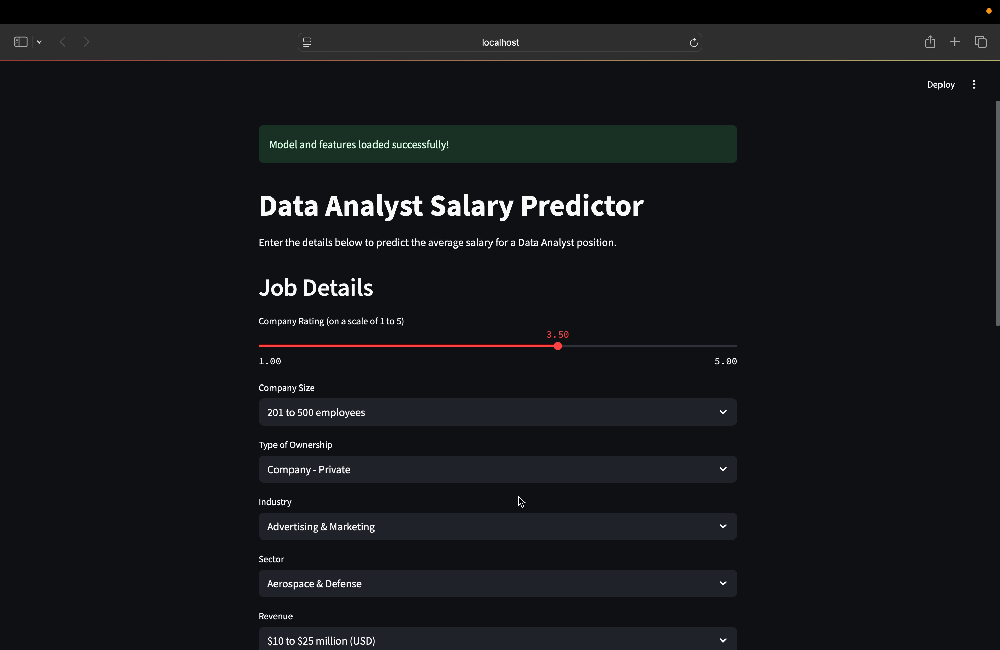 localhost
Deploy
Model and features loaded successfully!
Data Analyst Salary Predictor
Enter the details below to predict the average salary for a Data Analyst position.
Job Details
Company Rating (on a scale of 1 to 5)
3.50
1.00 5.00
Company Size
201 to 500 employees
Type of Ownership
Company - Private
Industry
Advertising & Marketing
Sector
Aerospace & Defense
Revenue
$10 to $25 million (USD)